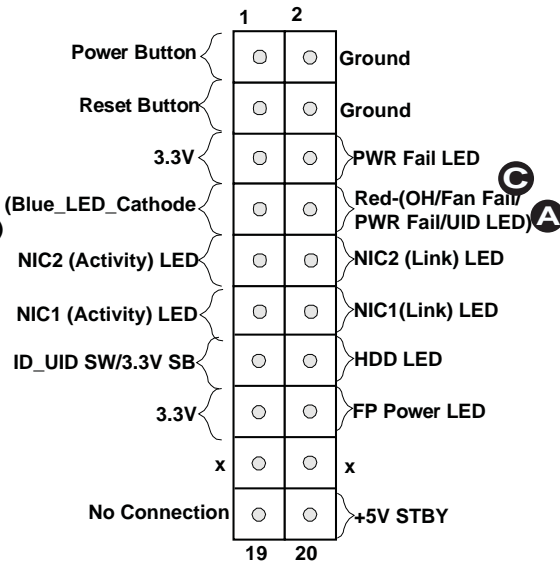 1 2
Power Button Ground
Reset Button Ground
3.3V PWR Fail LED
C
(Blue_LED_Cathode Red-(OH/Fan Fail/
PWR Fail/UID LED) A
NIC2 (Activity) LED NIC2 (Link) LED
NIC1 (Activity) LED NIC1(Link) LED
ID_UID SW/3.3V SB HDD LED
3.3V FP Power LED
x x
No Connection +5V STBY
19 20